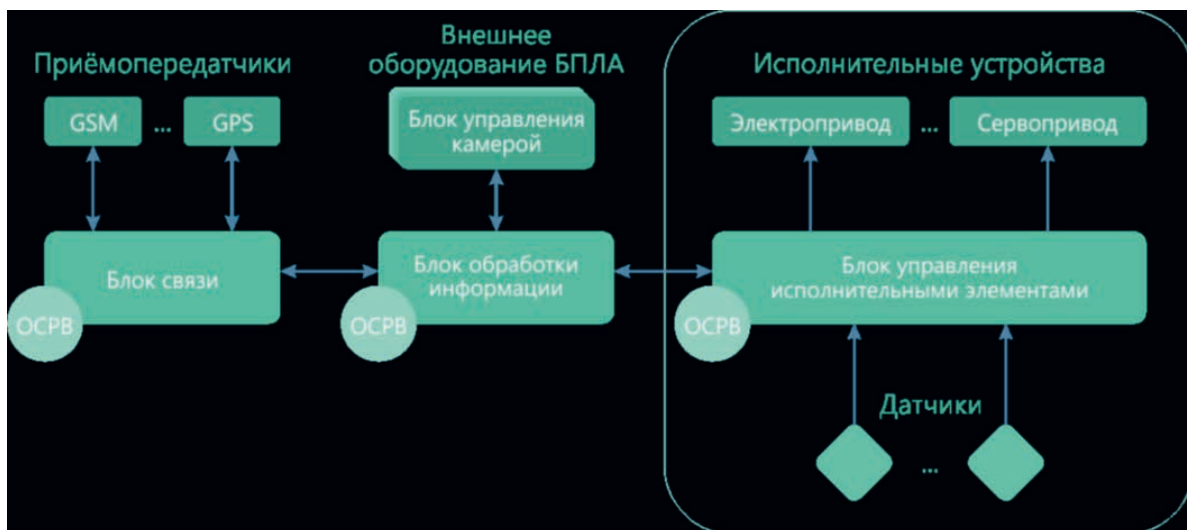 Приёмопередатчики
GSM ... GPS
Блок связи
ОСРВ
Внешнее
оборудование БПЛА
Блок управления
камерой
Блок обработки
информации
ОСРВ
Исполнительные устройства
Электропривод ... Сервопривод
Блок управления
исполнительными элементами
ОСРВ
Датчики
...